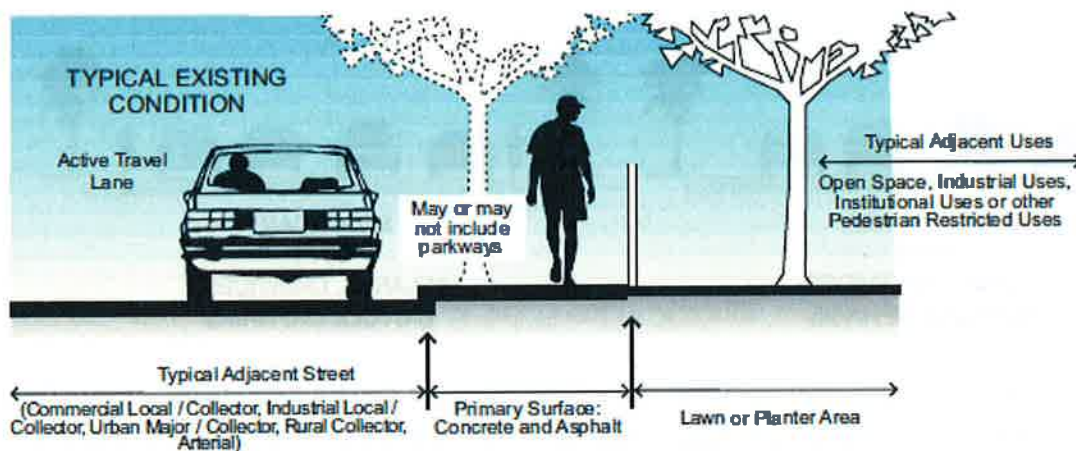 TYPICAL EXISTING
CONDITION
Active Travel
Lane
May or may
not include
parkways
Typical Adjacent Uses
Open Space, Industrial Uses,
Institutional Uses or other
Pedestrian Restricted Uses
Typical Adjacent Street
(Commercial Local / Collector, Industrial Local /
Collector, Urban Major / Collector, Rural Collector,
Arterial)
Primary Surface:
Concrete and Asphalt
Lawn or Planter Area